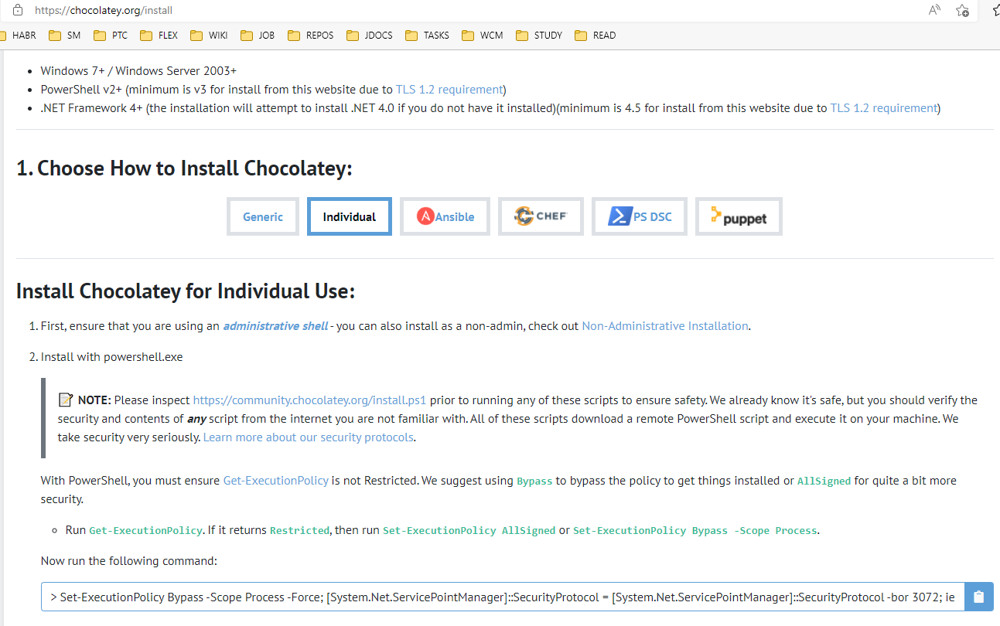 https://chocolatey.org/install
HABR SM PTC FLEX WIKI JOB REPOS JDOCS TASKS WCM STUDY READ
• Windows 7+ / Windows Server 2003+
• PowerShell v2+ (minimum is v3 for install from this website due to TLS 1.2 requirement)
• .NET Framework 4+ (the installation will attempt to install .NET 4.0 if you do not have it installed)(minimum is 4.5 for install from this website due to TLS 1.2 requirement)
1. Choose How to Install Chocolatey:
Generic Individual Ansible CHEF PS DSC puppet
Install Chocolatey for Individual Use:
1. First, ensure that you are using an administrative shell - you can also install as a non-admin, check out Non-Administrative Installation.
2. Install with powershell.exe
NOTE: Please inspect https://community.chocolatey.org/install.ps1 prior to running any of these scripts to ensure safety. We already know it's safe, but you should verify the
security and contents of any script from the internet you are not familiar with. All of these scripts download a remote PowerShell script and execute it on your machine. We
take security very seriously. Learn more about our security protocols.
With PowerShell, you must ensure Get-ExecutionPolicy is not Restricted. We suggest using Bypass to bypass the policy to get things installed or AllSigned for quite a bit more
security.
◦ Run Get-ExecutionPolicy. If it returns Restricted, then run Set-ExecutionPolicy AllSigned or Set-ExecutionPolicy Bypass -Scope Process.
Now run the following command:
> Set-ExecutionPolicy Bypass -Scope Process -Force; [System.Net.ServicePointManager]::SecurityProtocol = [System.Net.ServicePointManager]::SecurityProtocol -bor 3072; ie